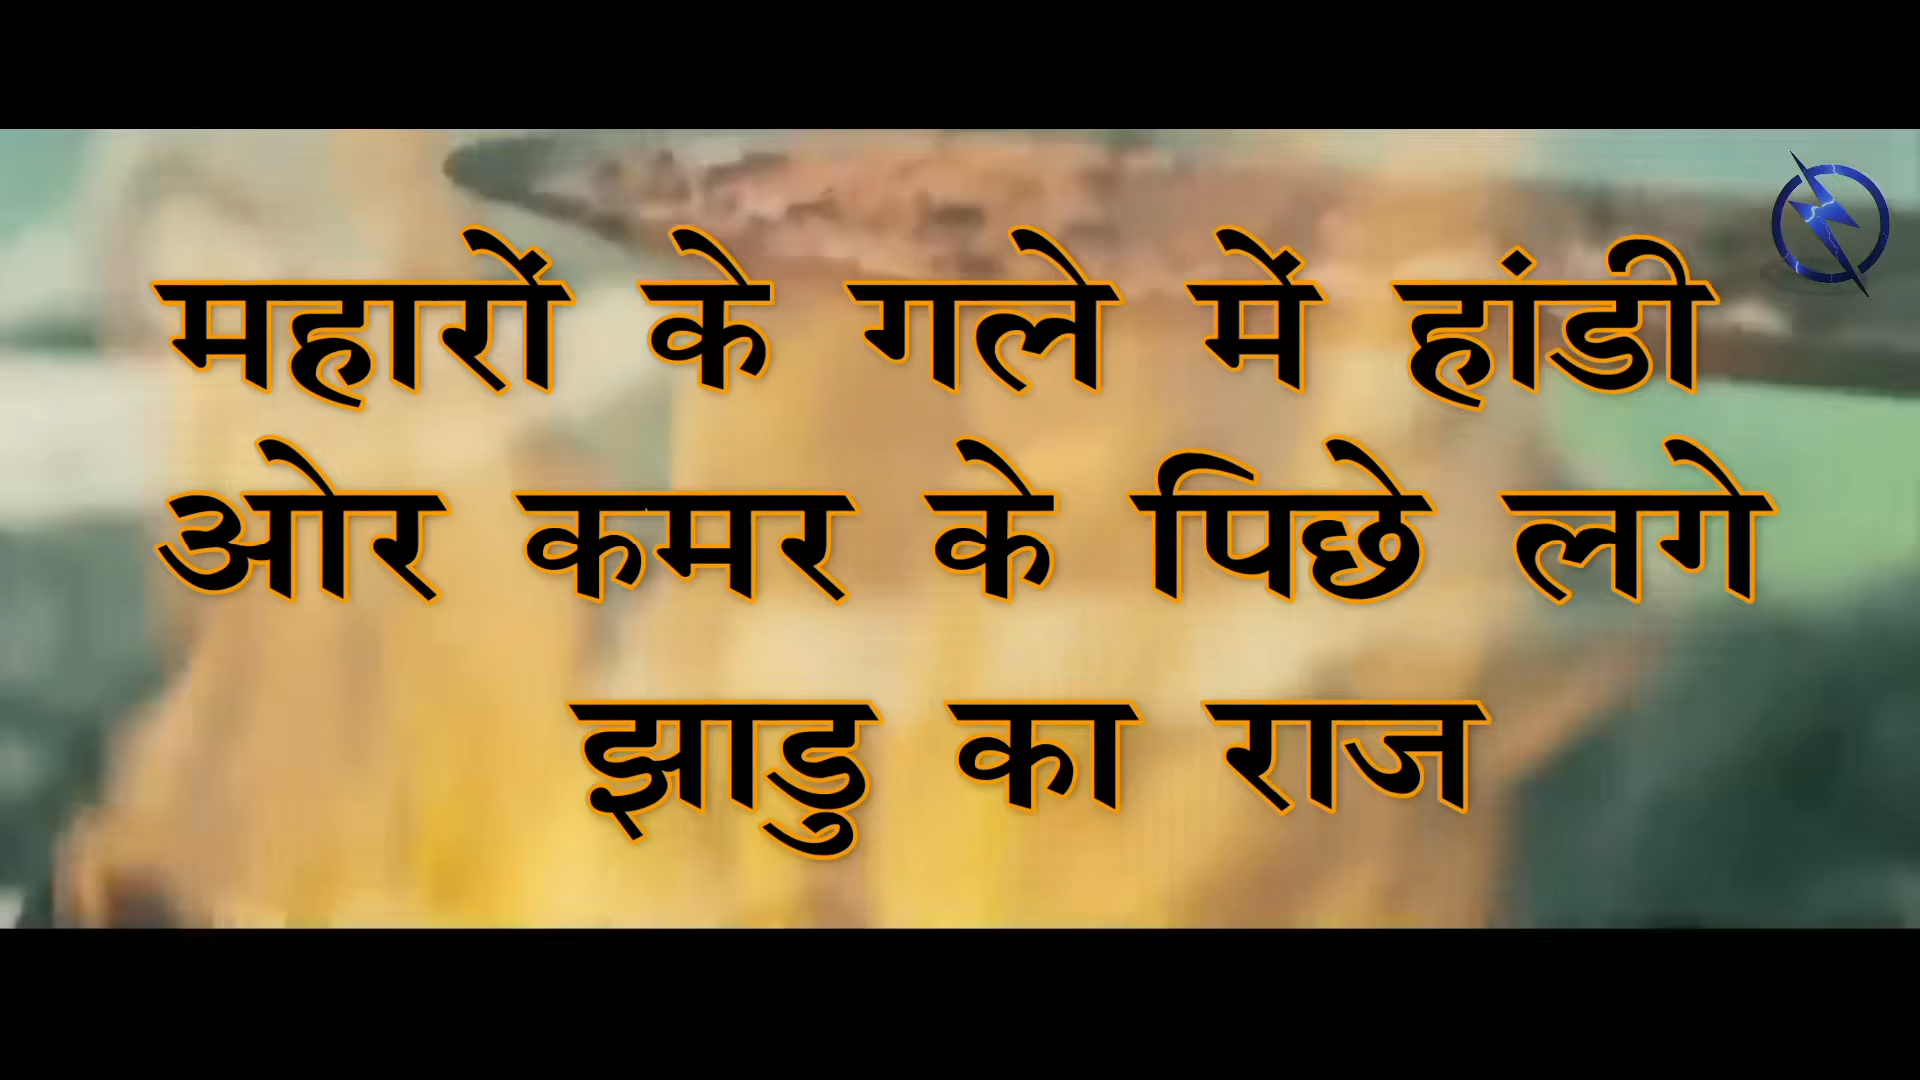 महारों के गले में हांडी
ओर कमर के पिछे लगे
झाडु का राज